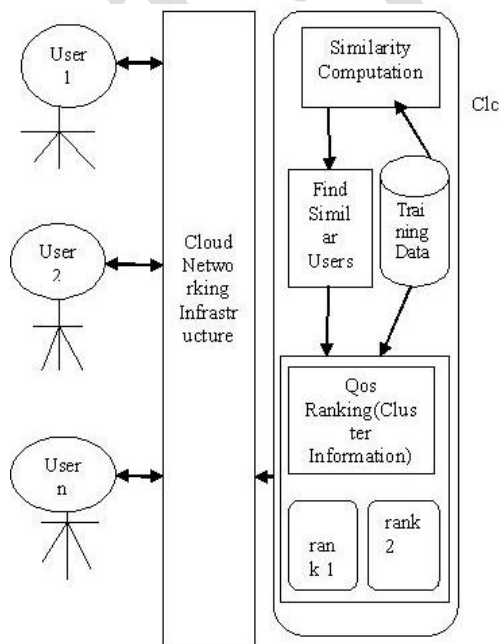 User
1
User
2
User
n
Cloud
Netwo
rking
Infrastr
ucture
Similarity
Computation
Clc
Find
Simil
ar
Users
Trai
ning
Data
Qos
Ranking(Clus
ter
Information)
ran
k 1
rank
2